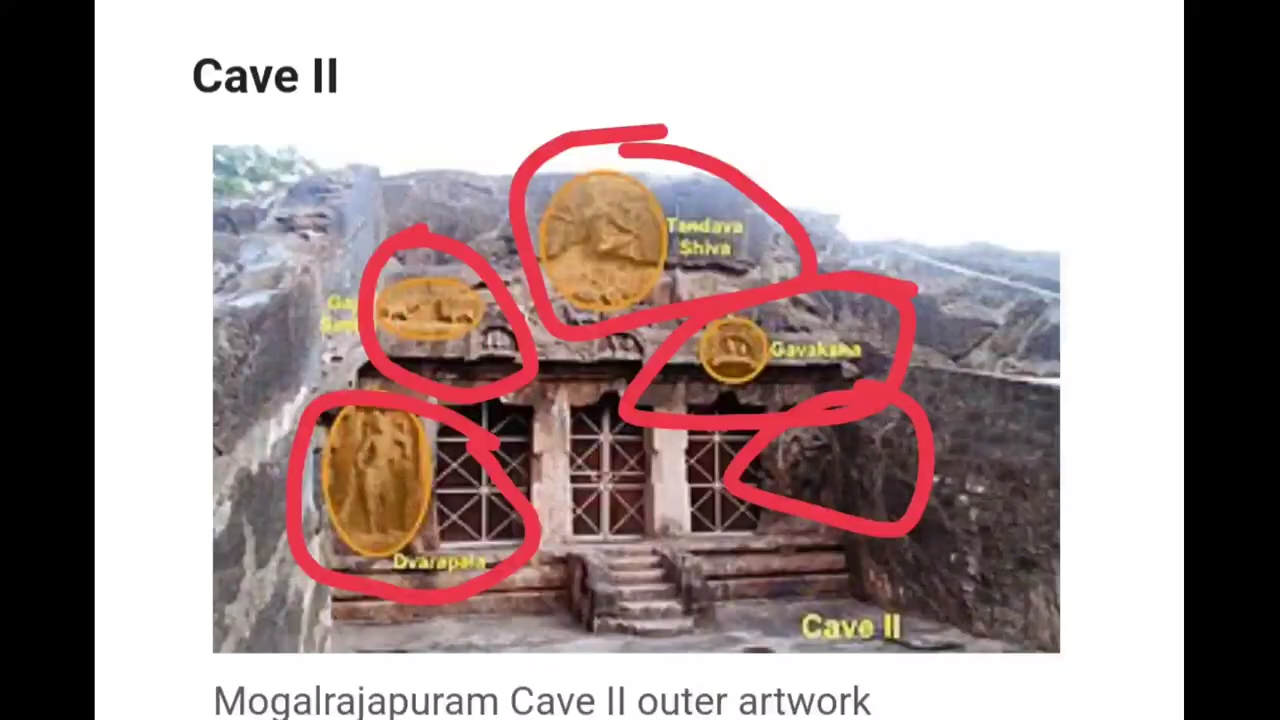 Cave II
Tandava
Shiva
Gavaksha
Dvarapala
Cave II
Mogalrajapuram Cave II outer artwork